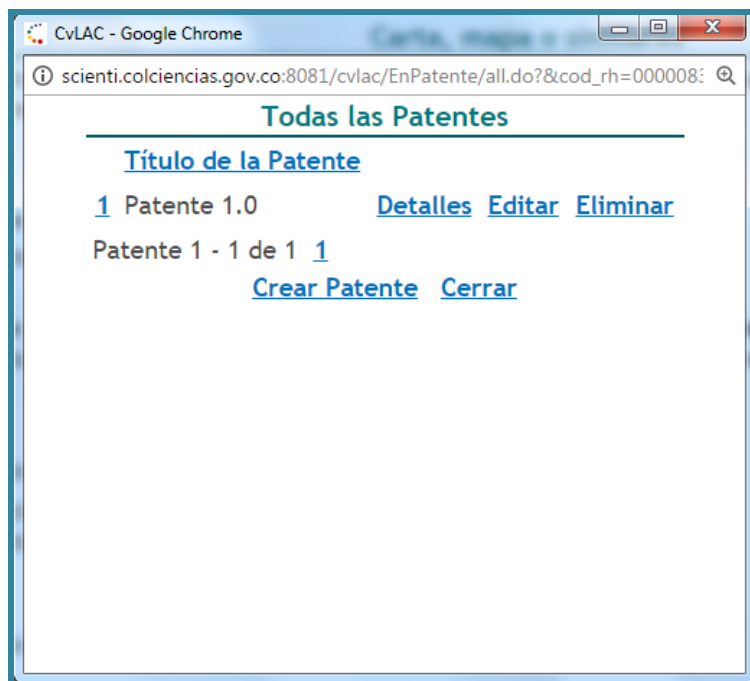 CvLAC - Google Chrome
scienti.colciencias.gov.co:8081/cvlac/EnPatente/all.do?&cod_rh=000008
Todas las Patentes
Título de la Patente
1 Patente 1.0 Detalles Editar Eliminar
Patente 1 - 1 de 1 1
Crear Patente Cerrar